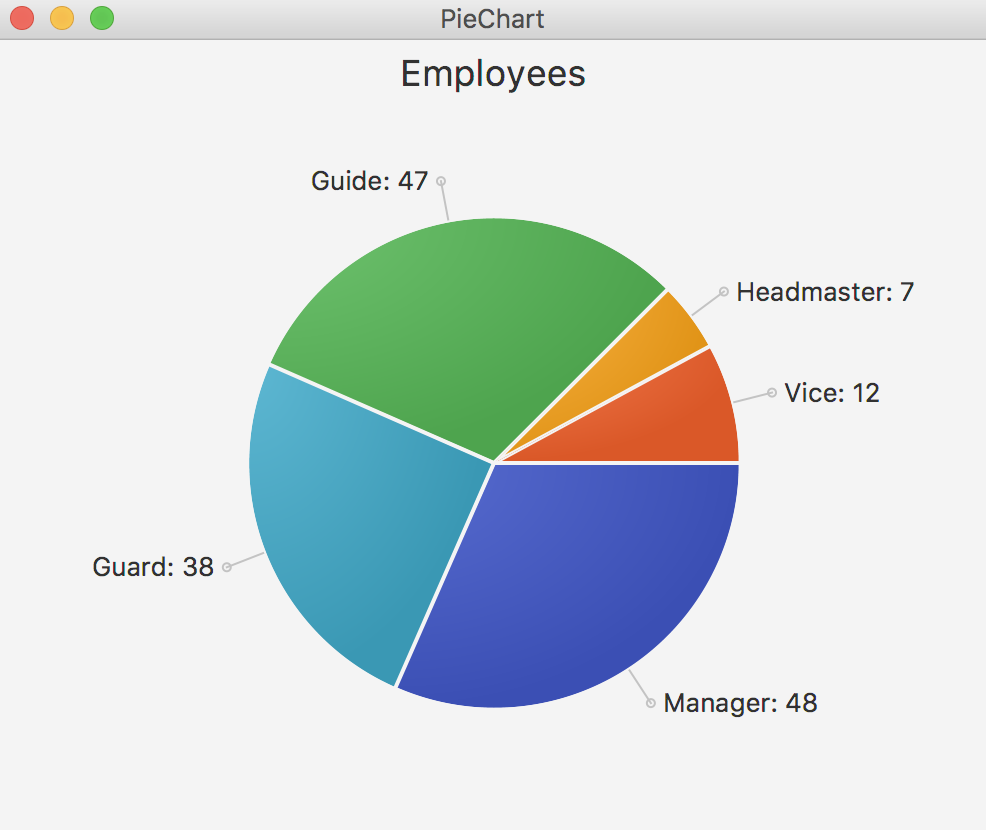 PieChart
Employees
Guide: 47
Headmaster: 7
Vice: 12
Guard: 38
Manager: 48